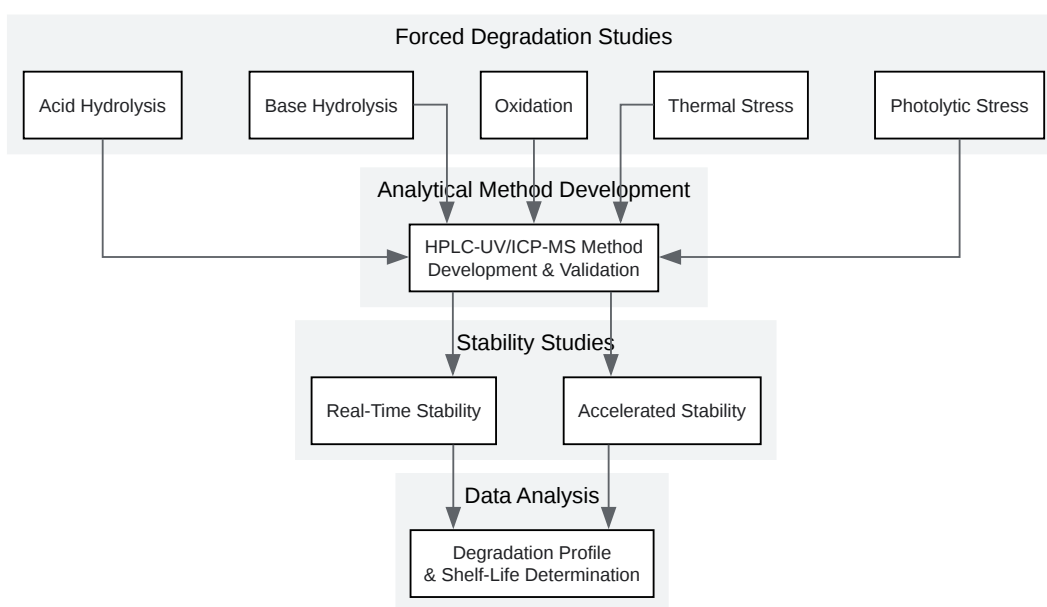 Forced Degradation Studies
Acid Hydrolysis
Base Hydrolysis
Oxidation
Thermal Stress
Photolytic Stress
Analytical Method Development
HPLC-UV/ICP-MS Method
Development & Validation
Stability Studies
Real-Time Stability
Accelerated Stability
Data Analysis
Degradation Profile
& Shelf-Life Determination